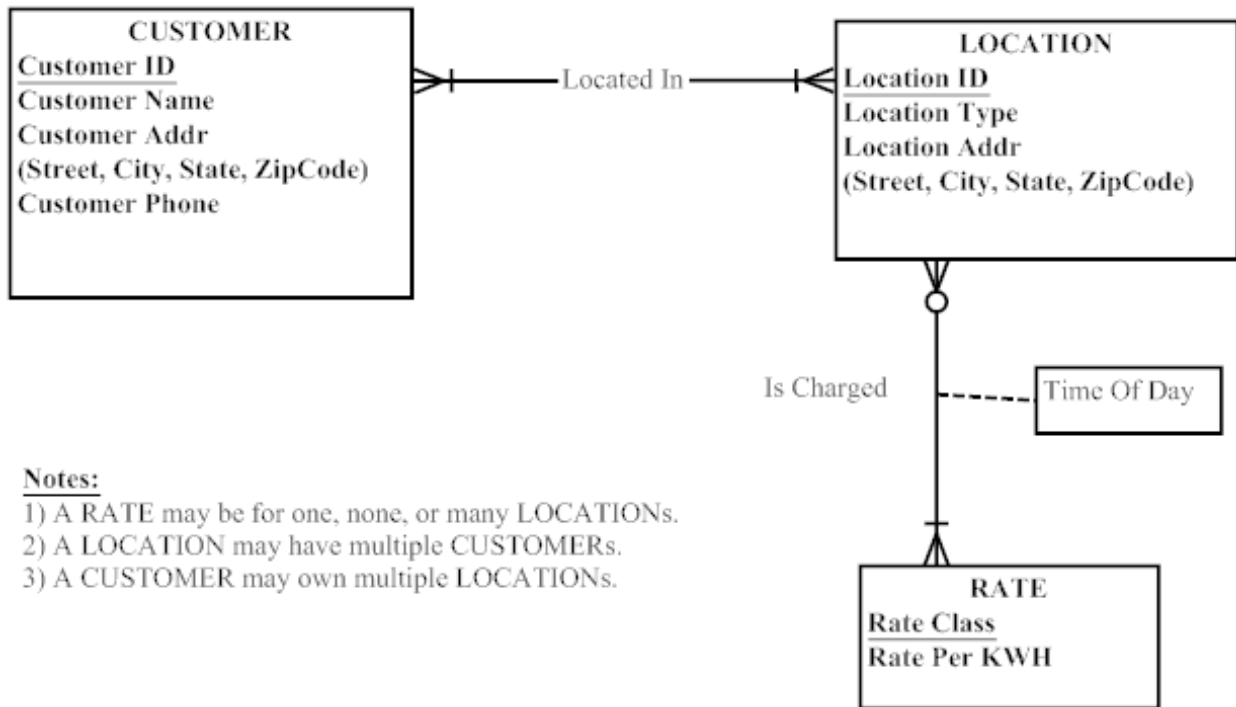 CUSTOMER
Customer ID
Customer Name
Customer Addr
(Street, City, State, ZipCode)
Customer Phone
Located In
LOCATION
Location ID
Location Type
Location Addr
(Street, City, State, ZipCode)
Is Charged
Time Of Day
Notes:
1) A RATE may be for one, none, or many LOCATIONs.
2) A LOCATION may have multiple CUSTOMERs.
3) A CUSTOMER may own multiple LOCATIONs.
RATE
Rate Class
Rate Per KWH